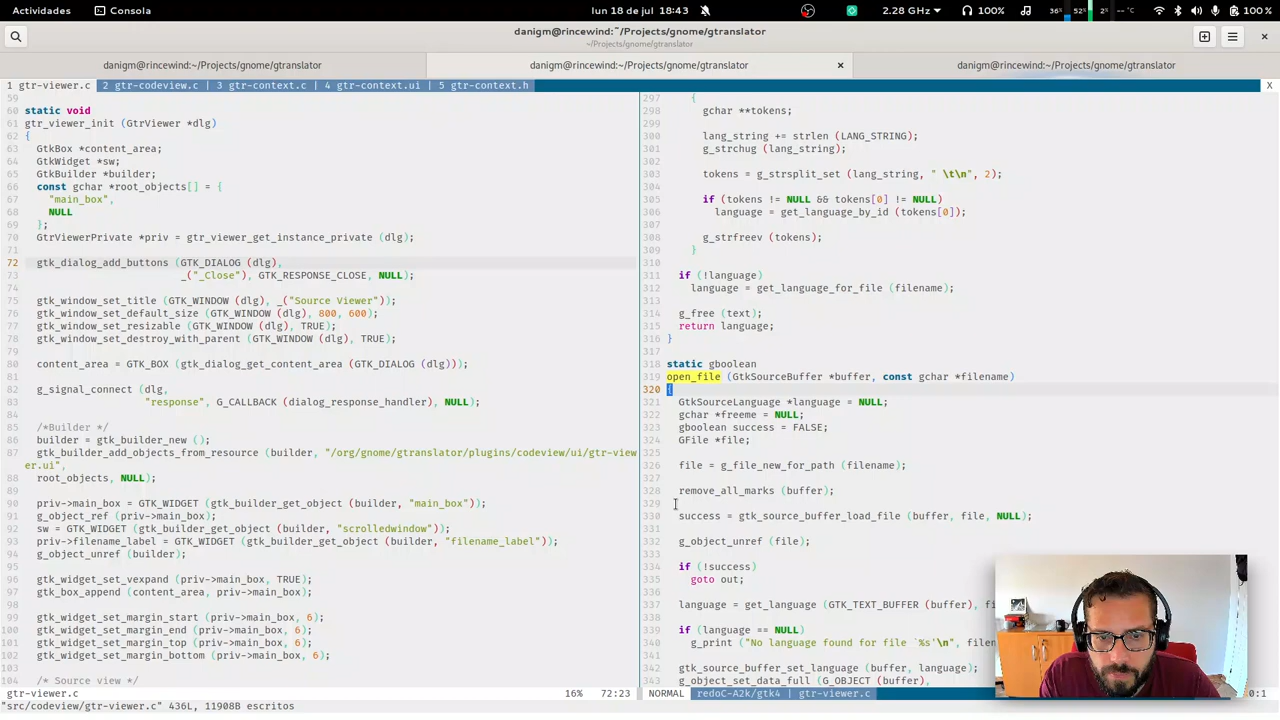 Actividades Consola lun 18 de jul 18:43 2.28 GHz 100% 36% 52% 2% --°C 100 %
danigm@rincewind:~/Projects/gnome/gtranslator
~/Projects/gnome/gtranslator
danigm@rincewind:~/Projects/gnome/gtranslator danigm@rincewind:~/Projects/gnome/gtranslator × danigm@rincewind:~/Projects/gnome/gtranslator
1 gtr-viewer.c 2 gtr-codeview.c | 3 gtr-context.c | 4 gtr-context.ui | 5 gtr-context.h X
59
60 static void
61 gtr_viewer_init (GtrViewer *dlg)
62 {
63 GtkBox *content_area;
64 GtkWidget *sw;
65 GtkBuilder *builder;
66 const gchar *root_objects[] = {
67 "main_box",
68 NULL
69 };
70 GtrViewerPrivate *priv = gtr_viewer_get_instance_private (dlg);
71
72 gtk_dialog_add_buttons (GTK_DIALOG (dlg),
73 _("_Close"), GTK_RESPONSE_CLOSE, NULL);
74
75 gtk_window_set_title (GTK_WINDOW (dlg), _("Source Viewer"));
76 gtk_window_set_default_size (GTK_WINDOW (dlg), 800, 600);
77 gtk_window_set_resizable (GTK_WINDOW (dlg), TRUE);
78 gtk_window_set_destroy_with_parent (GTK_WINDOW (dlg), TRUE);
79
80 content_area = GTK_BOX (gtk_dialog_get_content_area (GTK_DIALOG (dlg)));
81
82 g_signal_connect (dlg,
83 "response", G_CALLBACK (dialog_response_handler), NULL);
84
85 /*Builder */
86 builder = gtk_builder_new ();
87 gtk_builder_add_objects_from_resource (builder, "/org/gnome/gtranslator/plugins/codeview/ui/gtr-view
er.ui",
88 root_objects, NULL);
89
90 priv->main_box = GTK_WIDGET (gtk_builder_get_object (builder, "main_box"));
91 g_object_ref (priv->main_box);
92 sw = GTK_WIDGET (gtk_builder_get_object (builder, "scrolledwindow"));
93 priv->filename_label = GTK_WIDGET (gtk_builder_get_object (builder, "filename_label"));
94 g_object_unref (builder);
95
96 gtk_widget_set_vexpand (priv->main_box, TRUE);
97 gtk_box_append (content_area, priv->main_box);
98
99 gtk_widget_set_margin_start (priv->main_box, 6);
100 gtk_widget_set_margin_end (priv->main_box, 6);
101 gtk_widget_set_margin_top (priv->main_box, 6);
102 gtk_widget_set_margin_bottom (priv->main_box, 6);
103
104 /* Source view */
gtr-viewer.c 16% 72:23
"src/codeview/gtr-viewer.c" 436L, 11908B escritos
297 {
298 gchar **tokens;
299
300 lang_string += strlen (LANG_STRING);
301 g_strchug (lang_string);
302
303 tokens = g_strsplit_set (lang_string, " \t\n", 2);
304
305 if (tokens != NULL && tokens[0] != NULL)
306 language = get_language_by_id (tokens[0]);
307
308 g_strfreev (tokens);
309 }
310
311 if (!language)
312 language = get_language_for_file (filename);
313
314 g_free (text);
315 return language;
316 }
317
318 static gboolean
319 open_file (GtkSourceBuffer *buffer, const gchar *filename)
320 {
321 GtkSourceLanguage *language = NULL;
322 gchar *freeme = NULL;
323 gboolean success = FALSE;
324 GFile *file;
325
326 file = g_file_new_for_path (filename);
327
328 remove_all_marks (buffer);
329
330 success = gtk_source_buffer_load_file (buffer, file, NULL);
331
332 g_object_unref (file);
333
334 if (!success)
335 goto out;
336
337 language = get_language (GTK_TEXT_BUFFER (buffer), fi
338
339 if (language == NULL)
340 g_print ("No language found for file `%s'\n", filen
341
342 gtk_source_buffer_set_language (buffer, language);
343 g_object_set_data_full (G_OBJECT (buffer),
NORMAL redoC-A2k/gtk4 | gtr-viewer.c 0:1